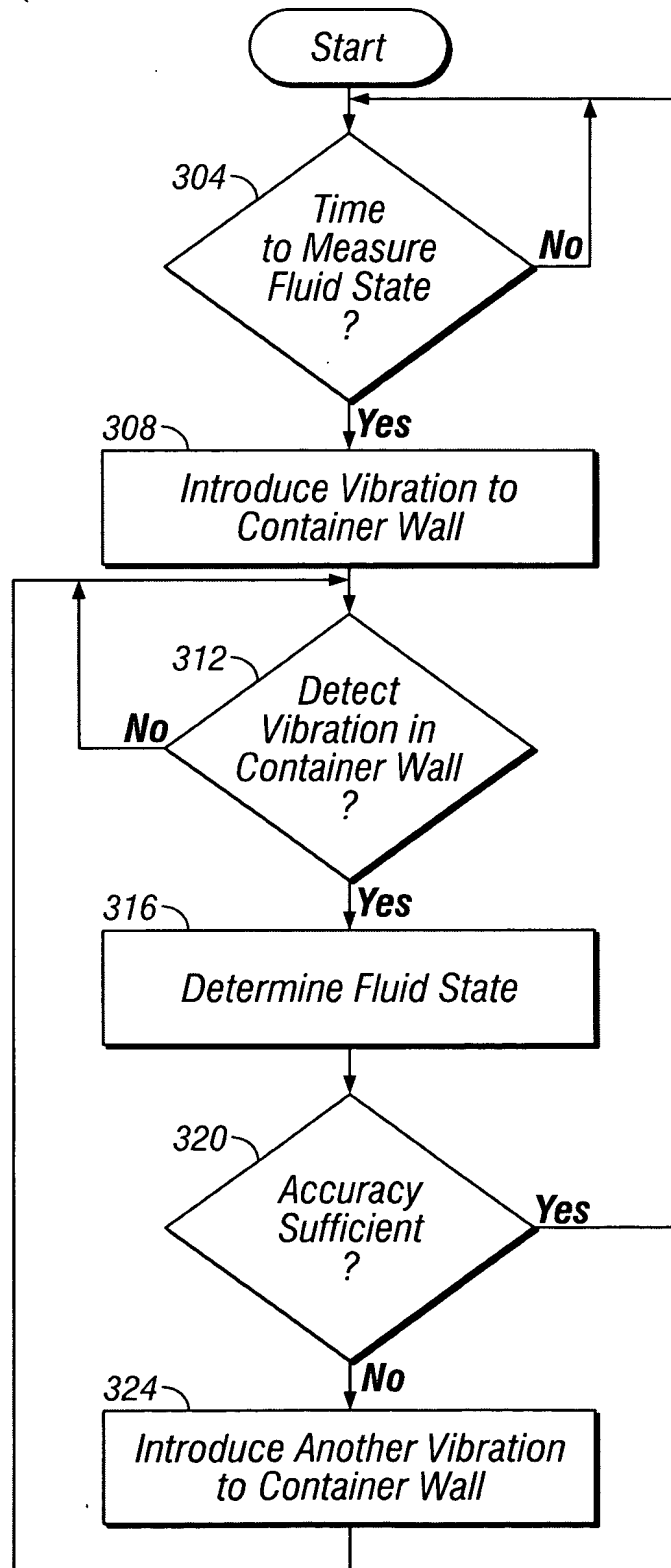 Start
304
Time
to Measure
Fluid State
?
No
Yes
308
Introduce Vibration to
Container Wall
312
Detect
Vibration in
Container Wall
?
No
Yes
316
Determine Fluid State
320
Accuracy
Sufficient
?
Yes
No
324
Introduce Another Vibration
to Container Wall